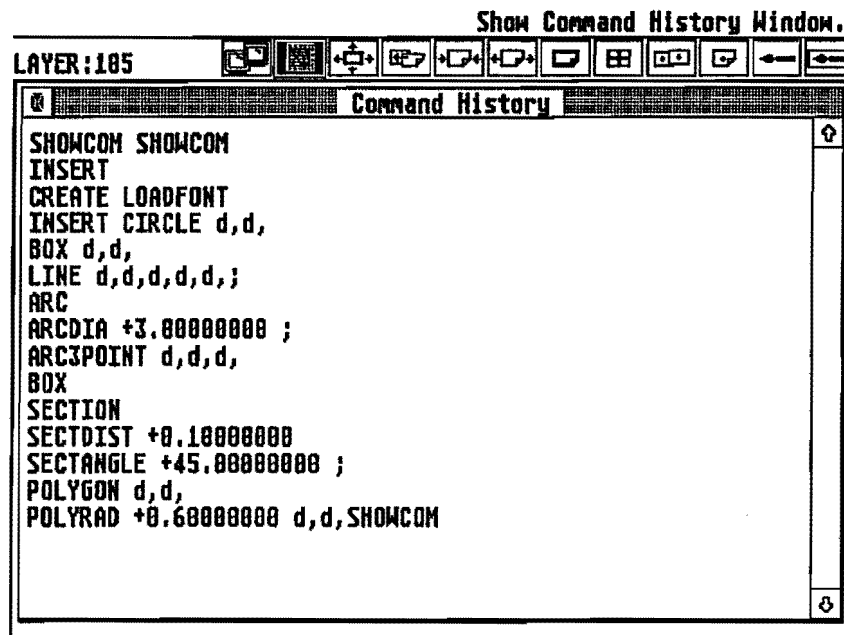 Show Command History Window.
LAYER:105
Command History
SHOWCOM SHOWCOM
INSERT
CREATE LOADFONT
INSERT CIRCLE d,d,
BOX d,d,
LINE d,d,d,d,d,;
ARC
ARCDIA +3.00000000 ;
ARC3POINT d,d,d,
BOX
SECTION
SECTDIST +0.10000000
SECTANGLE +45.00000000 ;
POLYGON d,d,
POLYRAD +0.60000000 d,d,SHOWCOM